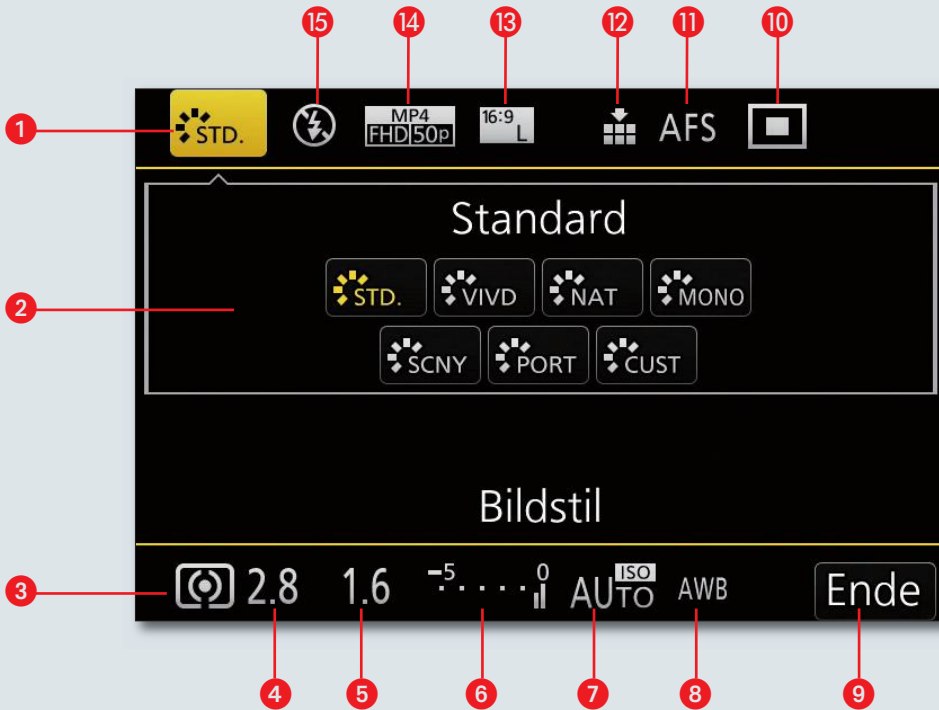 15 14 13 12 11 10
1 STD. MP4 FHD 50p 16:9 L AFS
Standard
STD. VIVD NAT MONO
2
SCNY PORT CUST
Bildstil
3 2.8 1.6 -5 0 AUTO ISO AWB Ende
4 5 6 7 8 9